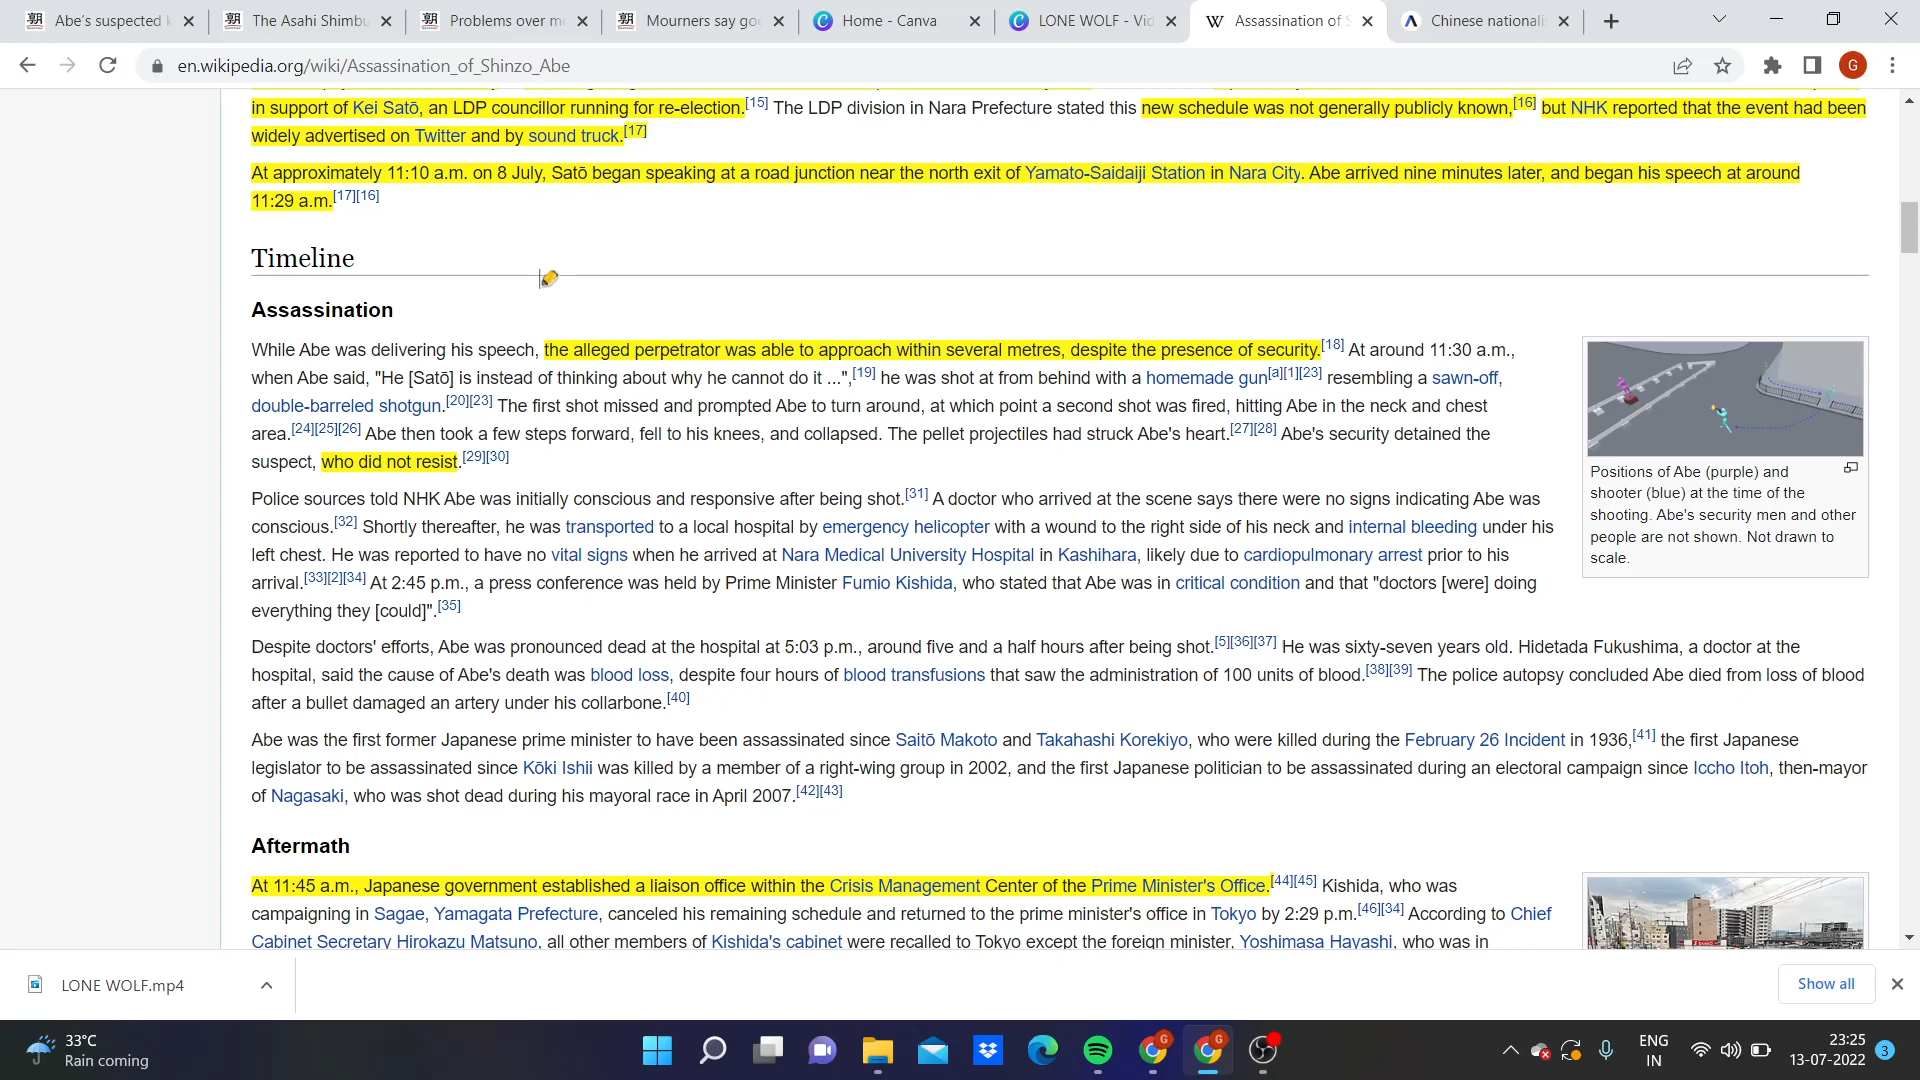 Abe's suspected k
The Asahi Shimbu
Problems over mo
Mourners say goo
Home - Canva
LONE WOLF - Vid
Assassination of S
Chinese nationali
en.wikipedia.org/wiki/Assassination_of_Shinzo_Abe
G
in support of Kei Satō, an LDP councillor running for re-election.[15] The LDP division in Nara Prefecture stated this new schedule was not generally publicly known,[16] but NHK reported that the event had been
widely advertised on Twitter and by sound truck.[17]
At approximately 11:10 a.m. on 8 July, Satō began speaking at a road junction near the north exit of Yamato-Saidaiji Station in Nara City. Abe arrived nine minutes later, and began his speech at around
11:29 a.m.[17][16]
Timeline
Assassination
While Abe was delivering his speech, the alleged perpetrator was able to approach within several metres, despite the presence of security.[18] At around 11:30 a.m.,
when Abe said, "He [Satō] is instead of thinking about why he cannot do it ...",[19] he was shot at from behind with a homemade gun[a][1][23] resembling a sawn-off,
double-barreled shotgun.[20][23] The first shot missed and prompted Abe to turn around, at which point a second shot was fired, hitting Abe in the neck and chest
area.[24][25][26] Abe then took a few steps forward, fell to his knees, and collapsed. The pellet projectiles had struck Abe's heart.[27][28] Abe's security detained the
suspect, who did not resist.[29][30]
Positions of Abe (purple) and
shooter (blue) at the time of the
shooting. Abe's security men and other
people are not shown. Not drawn to
scale.
Police sources told NHK Abe was initially conscious and responsive after being shot.[31] A doctor who arrived at the scene says there were no signs indicating Abe was
conscious.[32] Shortly thereafter, he was transported to a local hospital by emergency helicopter with a wound to the right side of his neck and internal bleeding under his
left chest. He was reported to have no vital signs when he arrived at Nara Medical University Hospital in Kashihara, likely due to cardiopulmonary arrest prior to his
arrival.[33][2][34] At 2:45 p.m., a press conference was held by Prime Minister Fumio Kishida, who stated that Abe was in critical condition and that "doctors [were] doing
everything they [could]".[35]
Despite doctors' efforts, Abe was pronounced dead at the hospital at 5:03 p.m., around five and a half hours after being shot.[5][36][37] He was sixty-seven years old. Hidetada Fukushima, a doctor at the
hospital, said the cause of Abe's death was blood loss, despite four hours of blood transfusions that saw the administration of 100 units of blood.[38][39] The police autopsy concluded Abe died from loss of blood
after a bullet damaged an artery under his collarbone.[40]
Abe was the first former Japanese prime minister to have been assassinated since Saitō Makoto and Takahashi Korekiyo, who were killed during the February 26 Incident in 1936,[41] the first Japanese
legislator to be assassinated since Kōki Ishii was killed by a member of a right-wing group in 2002, and the first Japanese politician to be assassinated during an electoral campaign since Iccho Itoh, then-mayor
of Nagasaki, who was shot dead during his mayoral race in April 2007.[42][43]
Aftermath
At 11:45 a.m., Japanese government established a liaison office within the Crisis Management Center of the Prime Minister's Office.[44][45] Kishida, who was
campaigning in Sagae, Yamagata Prefecture, canceled his remaining schedule and returned to the prime minister's office in Tokyo by 2:29 p.m.[46][34] According to Chief
Cabinet Secretary Hirokazu Matsuno, all other members of Kishida's cabinet were recalled to Tokyo except the foreign minister, Yoshimasa Hayashi, who was in
LONE WOLF.mp4
Show all
33°C
Rain coming
G
G
ENG
IN
23:25
13-07-2022
3